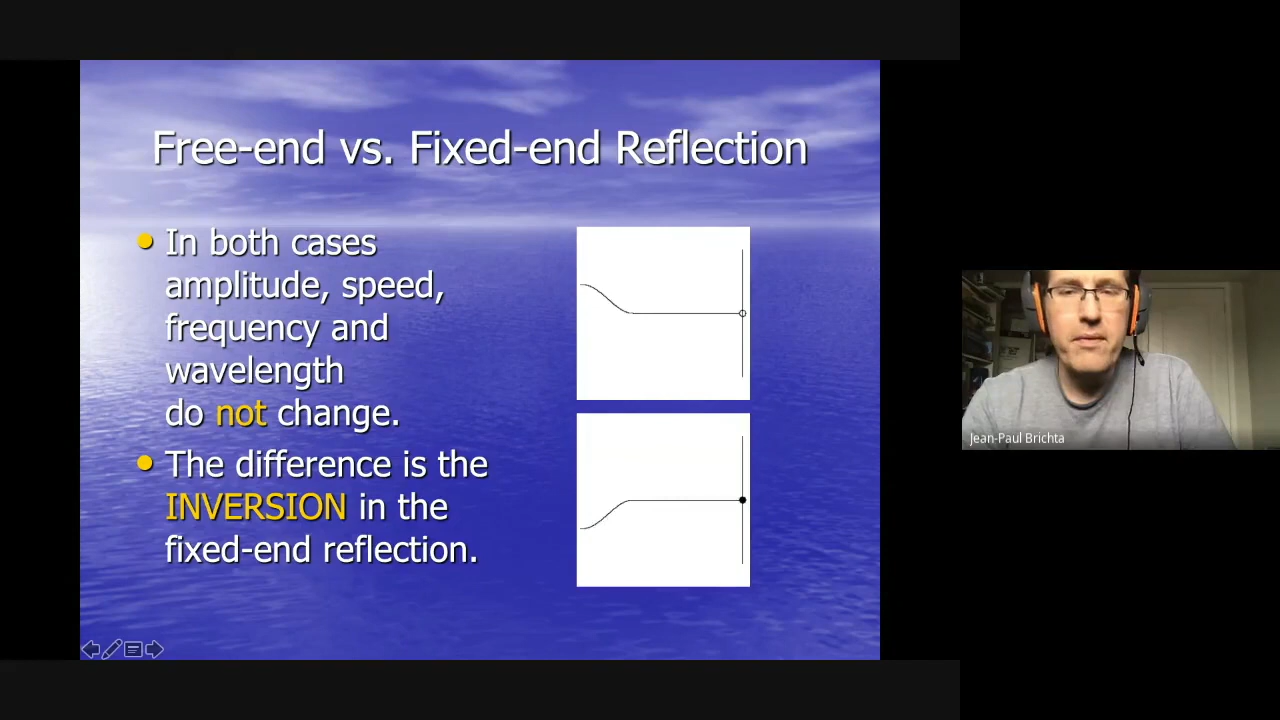 Free-end vs. Fixed-end Reflection
In both cases
amplitude, speed,
frequency and
wavelength
do not change.
The difference is the
INVERSION in the
fixed-end reflection.
Jean-Paul Brichta